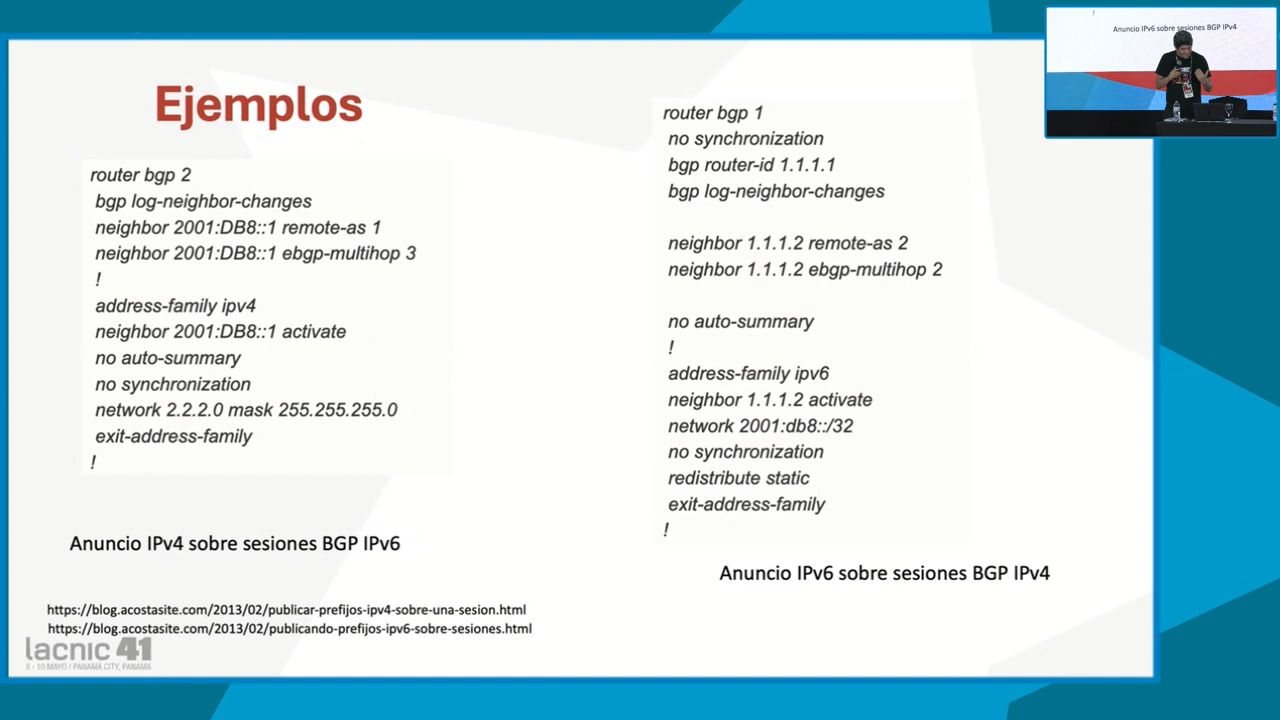 Ejemplos
router bgp 2
bgp log-neighbor-changes
neighbor 2001:DB8::1 remote-as 1
neighbor 2001:DB8::1 ebgp-multihop 3
!
address-family ipv4
neighbor 2001:DB8::1 activate
no auto-summary
no synchronization
network 2.2.2.0 mask 255.255.255.0
exit-address-family
!
Anuncio IPv4 sobre sesiones BGP IPv6
router bgp 1
no synchronization
bgp router-id 1.1.1.1
bgp log-neighbor-changes
neighbor 1.1.1.2 remote-as 2
neighbor 1.1.1.2 ebgp-multihop 2
no auto-summary
!
address-family ipv6
neighbor 1.1.1.2 activate
network 2001:db8::/32
no synchronization
redistribute static
exit-address-family
!
Anuncio IPv6 sobre sesiones BGP IPv4
https://blog.acostasite.com/2013/02/publicar-prefijos-ipv4-sobre-una-sesion.html
https://blog.acostasite.com/2013/02/publicando-prefijos-ipv6-sobre-sesiones.html
lacnic 41
6 - 10 MAYO / PANAMÁ CITY, PANAMA
!
Anuncio IPv6 sobre sesiones BGP IPv4